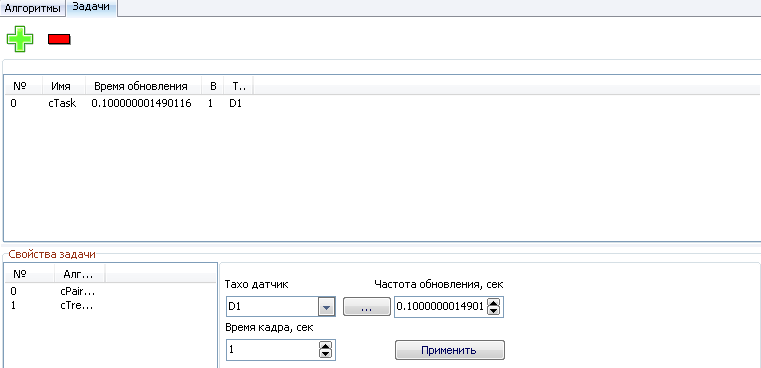 Алгоритмы Задачи
№ Имя Время обновления В Т..
0 cTask 0.100000001490116 1 D1
Свойства задачи
№ Алг...
0 cPair...
1 cTre...
Тахо датчик Частота обновления, сек
D1 ... 0.1000000014901
Время кадра, сек
1 Применить